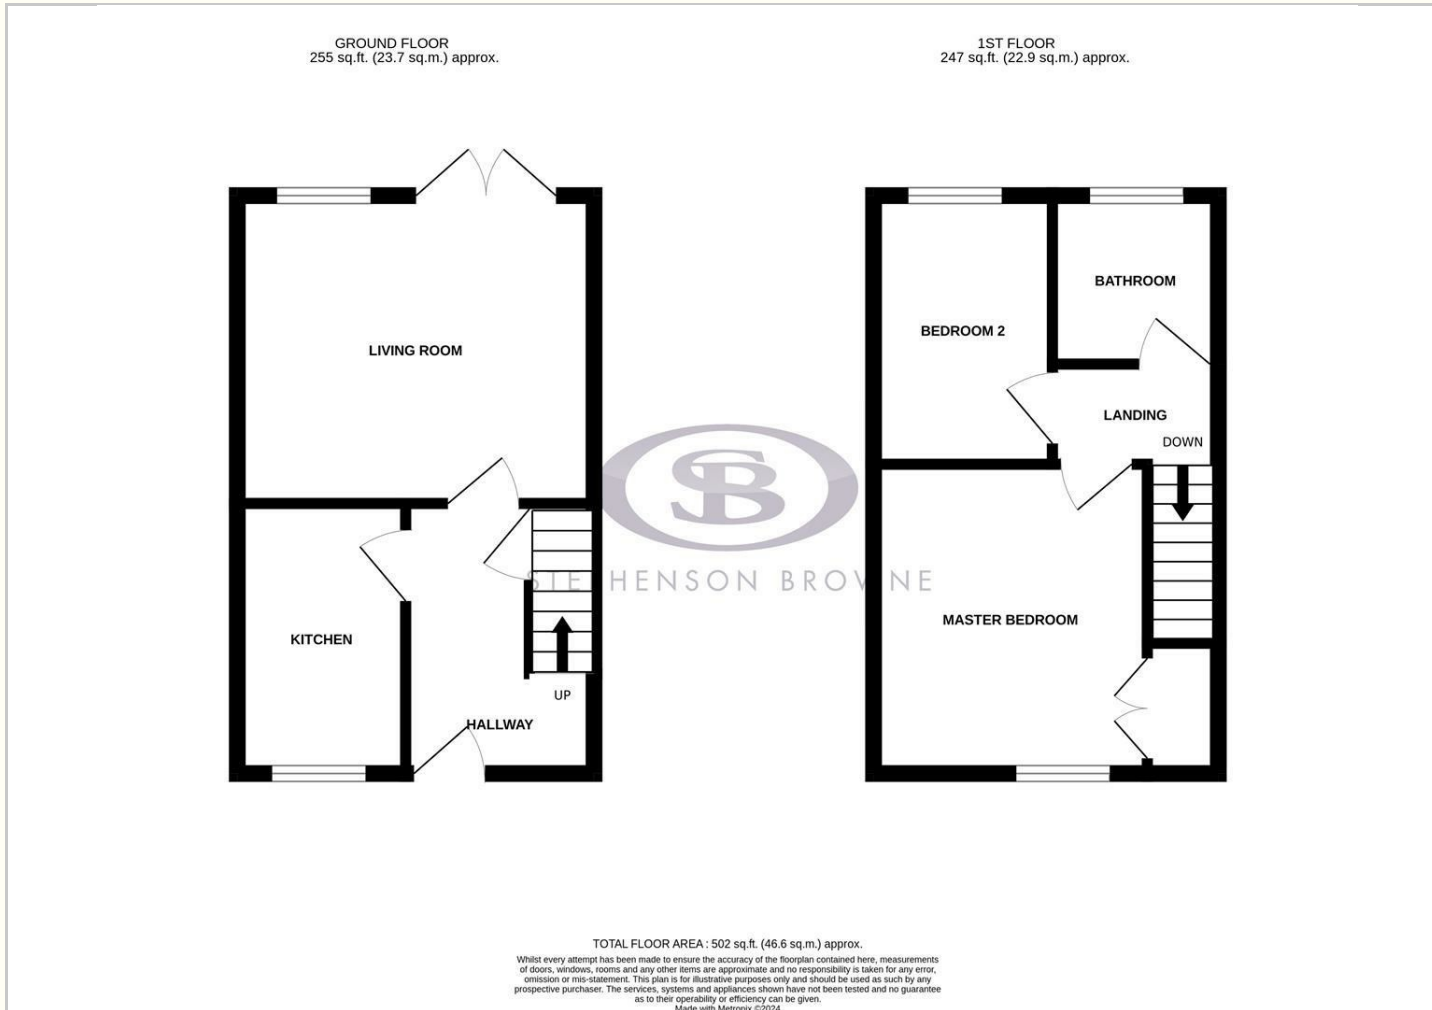 GROUND FLOOR
255 sq.ft. (23.7 sq.m.) approx.
1ST FLOOR
247 sq.ft. (22.9 sq.m.) approx.
LIVING ROOM
KITCHEN
HALLWAY
UP
BEDROOM 2
BATHROOM
LANDING
DOWN
MASTER BEDROOM
SB
STEPHENSON BROWNE
TOTAL FLOOR AREA : 502 sq.ft. (46.6 sq.m.) approx.
Whilst every attempt has been made to ensure the accuracy of the floorplan contained here, measurements
of doors, windows, rooms and any other items are approximate and no responsibility is taken for any error,
omission or mis-statement. This plan is for illustrative purposes only and should be used as such by any
prospective purchaser. The services, systems and appliances shown have not been tested and no guarantee
as to their operability or efficiency can be given.
Made with Metropix ©2024